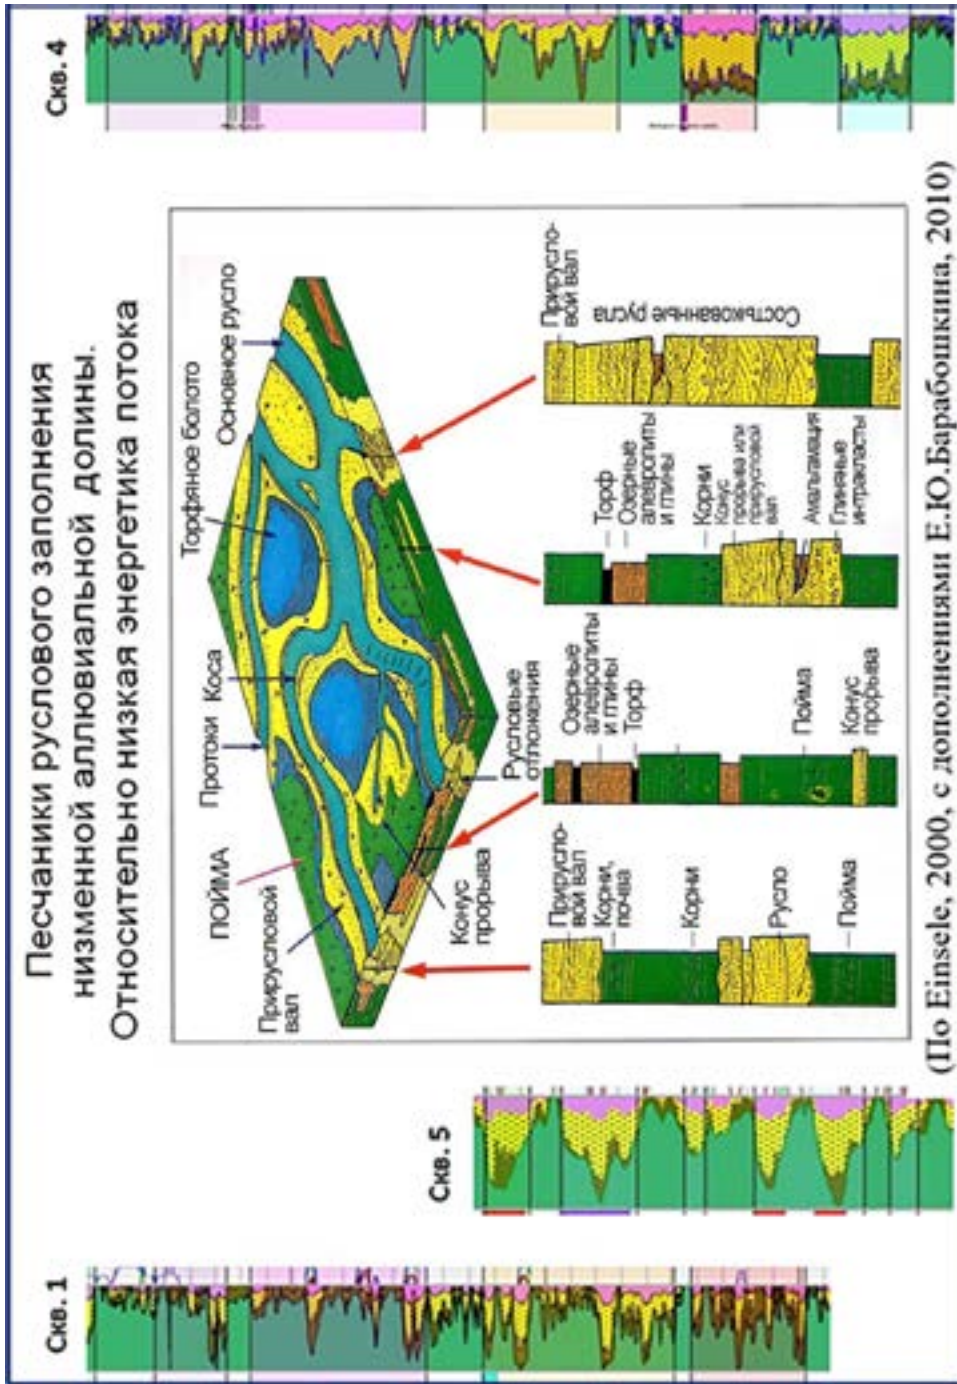 Песчаники руслового заполнения
низменной аллювиальной долины.
Относительно низкая энергетика потока
Скв. 1
Скв. 5
Скв. 4
ПОЙМА
Протоки
Коса
Торфяное болото
Основное русло
Прирусловой
вал
Конус
прорыва
Русловые
отложения
Прирусло-
вой вал
Корни,
почва
Корни
Русло
Пойма
Озерные
алевролиты
и глины
Торф
Пойма
Конус
прорыва
Торф
Озерные
алевролиты
и глины
Корни
Конус
прорыва или
прирусловой
вал
Амальгамация
Глиняные
интракласты
Прирусло-
вой вал
Состыкованные русла
(По Einsele, 2000, с дополнениями Е.Ю.Барабошкина, 2010)